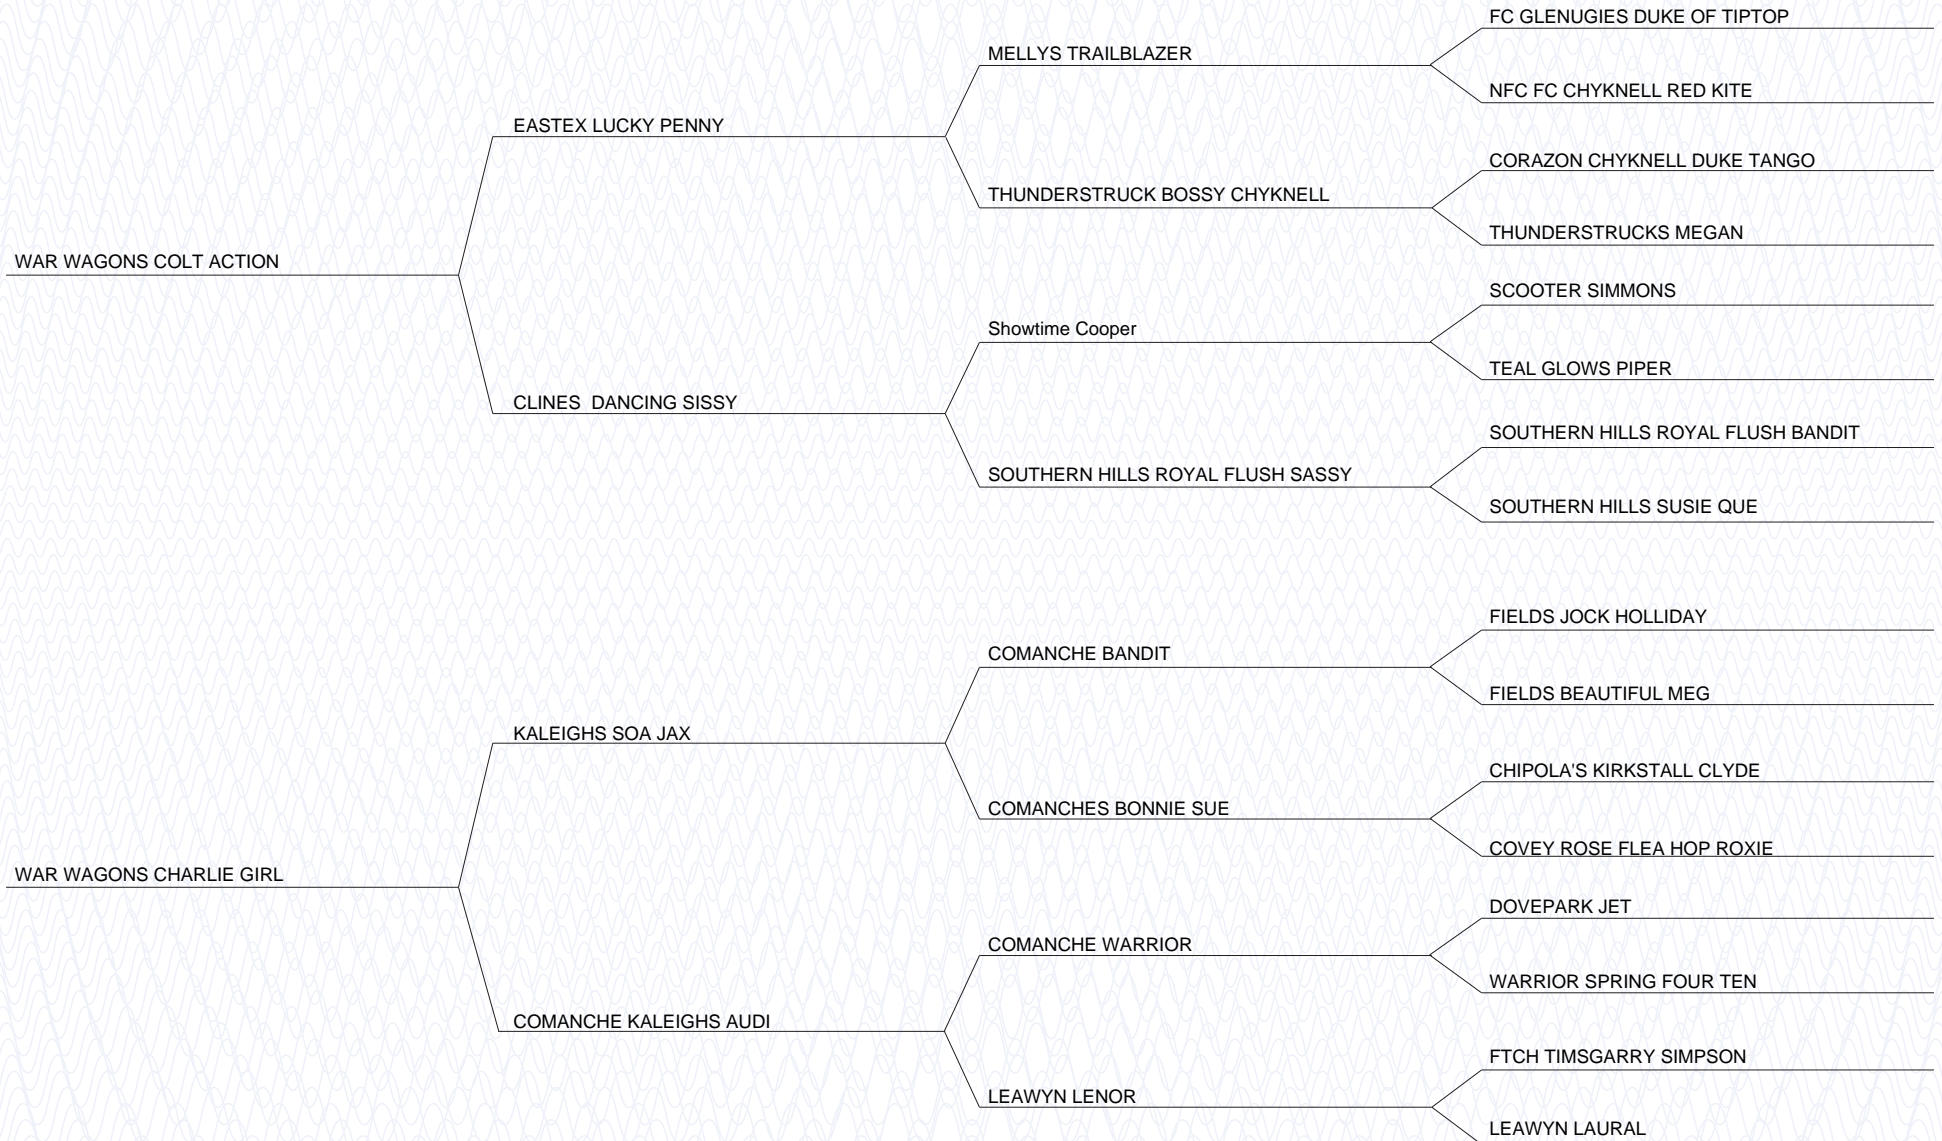 FC GLENUGIES DUKE OF TIPTOP
MELLYS TRAILBLAZER
NFC FC CHYKNELL RED KITE
EASTEX LUCKY PENNY
CORAZON CHYKNELL DUKE TANGO
THUNDERSTRUCK BOSSY CHYKNELL
THUNDERSTRUCKS MEGAN
WAR WAGONS COLT ACTION
SCOOTER SIMMONS
Showtime Cooper
TEAL GLOWS PIPER
CLINES  DANCING SISSY
SOUTHERN HILLS ROYAL FLUSH BANDIT
SOUTHERN HILLS ROYAL FLUSH SASSY
SOUTHERN HILLS SUSIE QUE
FIELDS JOCK HOLLIDAY
COMANCHE BANDIT
FIELDS BEAUTIFUL MEG
KALEIGHS SOA JAX
CHIPOLA'S KIRKSTALL CLYDE
COMANCHES BONNIE SUE
COVEY ROSE FLEA HOP ROXIE
WAR WAGONS CHARLIE GIRL
DOVEPARK JET
COMANCHE WARRIOR
WARRIOR SPRING FOUR TEN
COMANCHE KALEIGHS AUDI
FTCH TIMSGARRY SIMPSON
LEAWYN LENOR
LEAWYN LAURAL